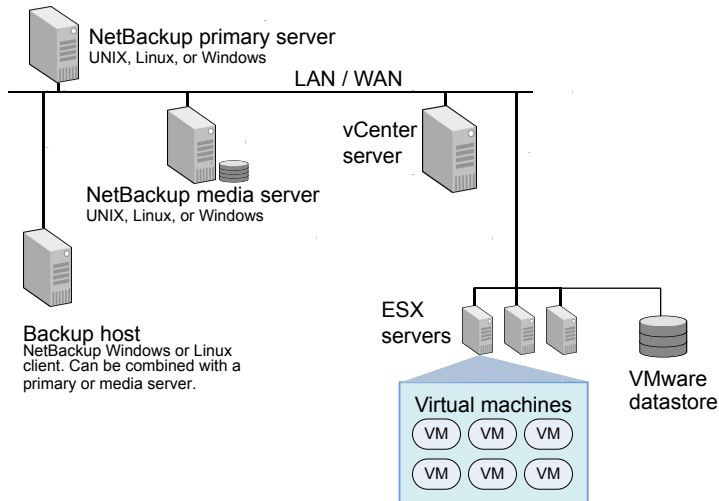 NetBackup primary server
UNIX, Linux, or Windows
LAN / WAN
vCenter
server
NetBackup media server
UNIX, Linux, or Windows
ESX
servers
Backup host
NetBackup Windows or Linux
client. Can be combined with a
primary or media server.
VMware
datastore
Virtual machines
VM VM VM
VM VM VM